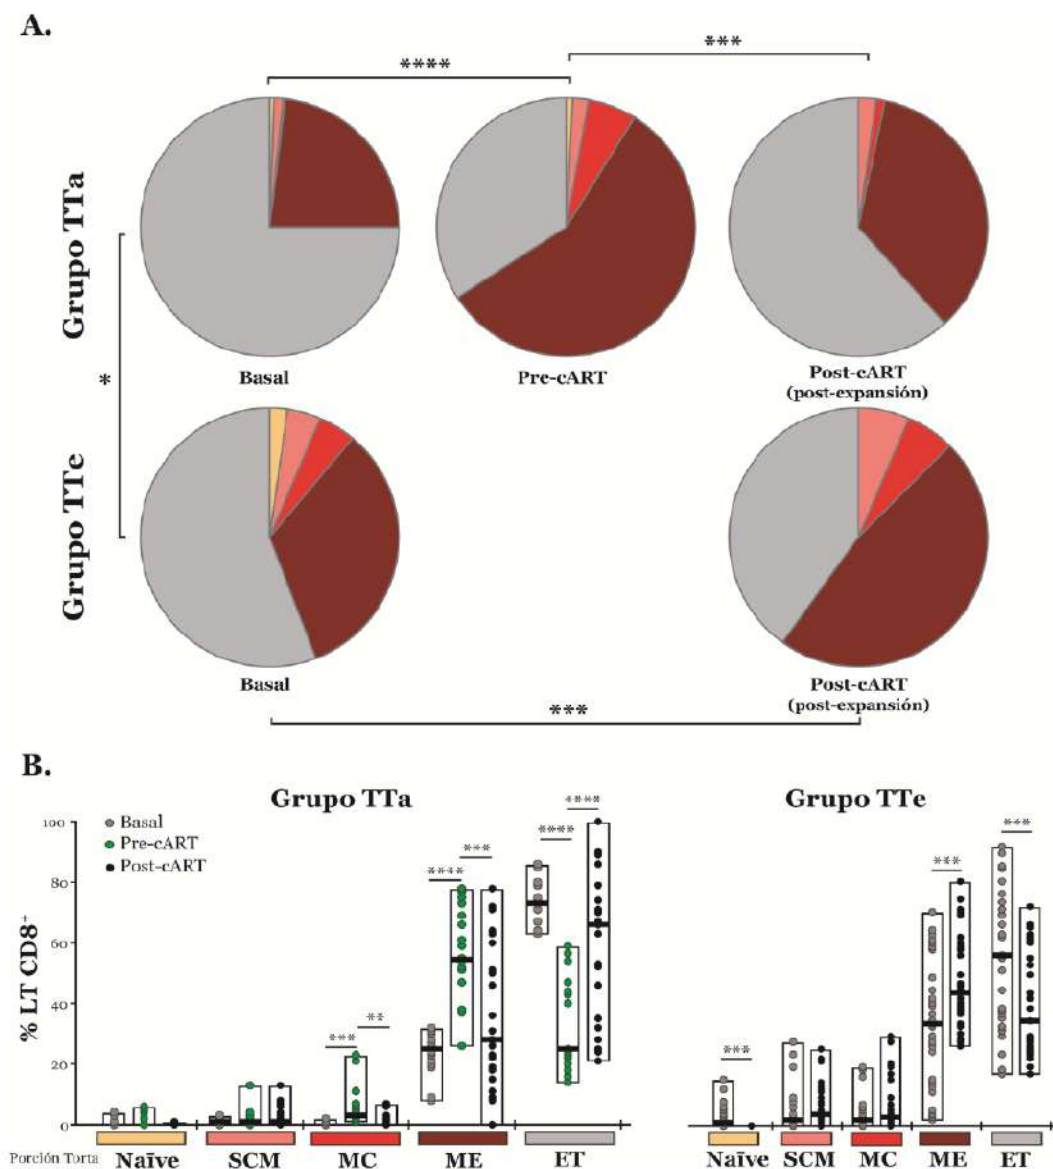 A.
****
***
Grupo TTa
Basal
Pre-cART
Post-cART
(post-expansión)
*
Grupo TTe
Basal
Post-cART
(post-expansión)
***
B.
Grupo TTa
Grupo TTe
% LT CD8+
100
80
60
40
20
0
Basal
Pre-cART
Post-cART
***
**
****
***
****
****
***
***
***
Porción Torta
Naïve
SCM
MC
ME
ET
Naïve
SCM
MC
ME
ET